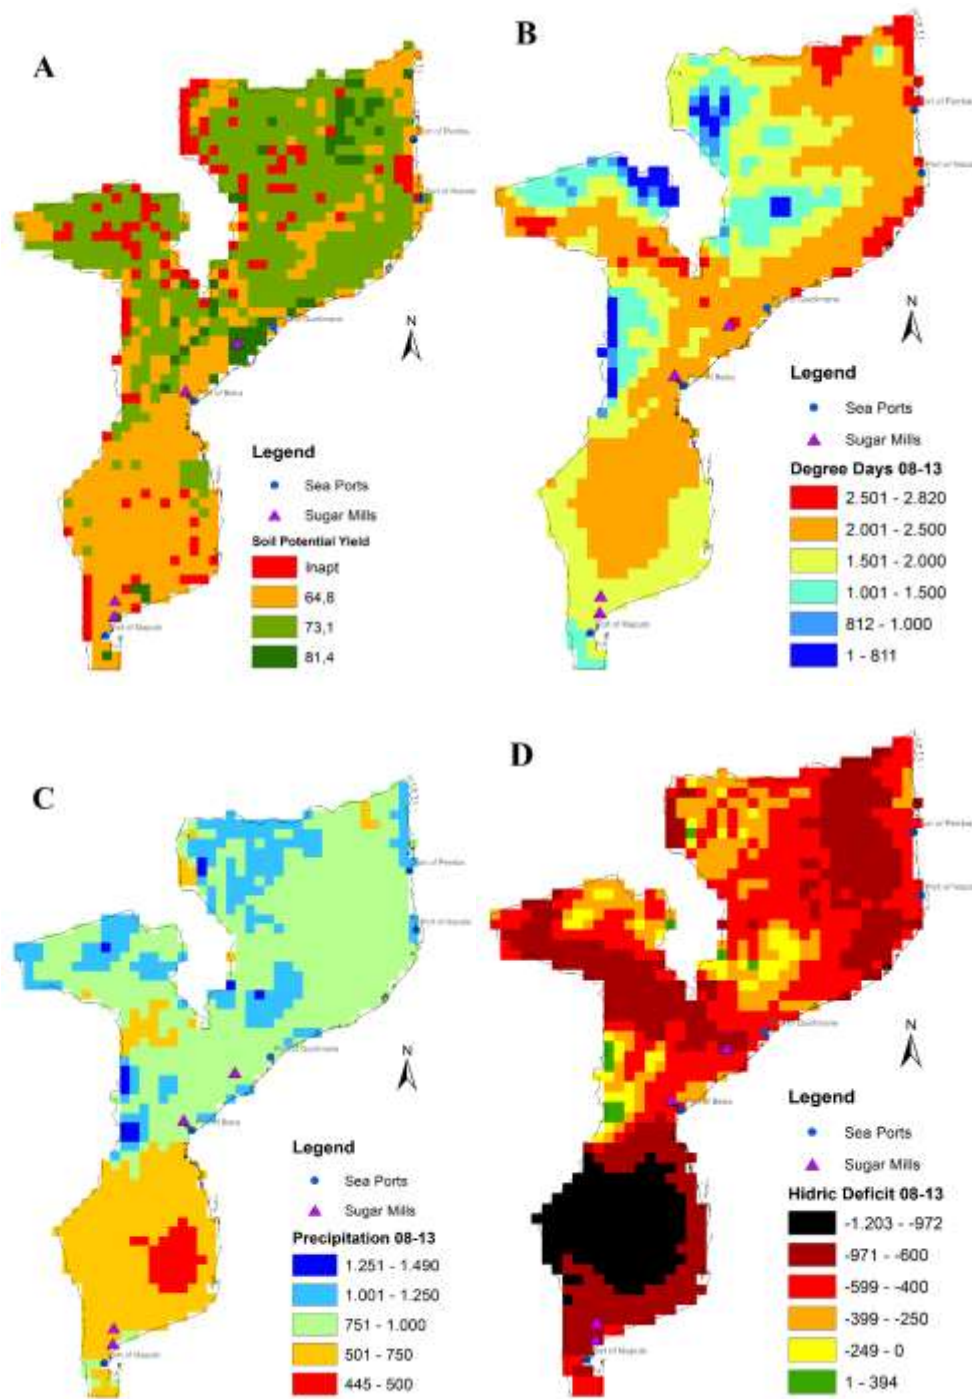 A
N
Port of Beira
Legend
Sea Ports
Sugar Mills
Soil Potential Yield
Inapt
64,8
73,1
81,4
B
N
Legend
Sea Ports
Sugar Mills
Degree Days 08-13
2.501 - 2.820
2.001 - 2.500
1.501 - 2.000
1.001 - 1.500
812 - 1.000
1 - 811
C
N
Legend
Sea Ports
Sugar Mills
Precipitation 08-13
1.251 - 1.490
1.001 - 1.250
751 - 1.000
501 - 750
445 - 500
D
N
Legend
Sea Ports
Sugar Mills
Hidric Deficit 08-13
-1.203 - -972
-971 - -600
-599 - -400
-399 - -250
-249 - 0
1 - 394